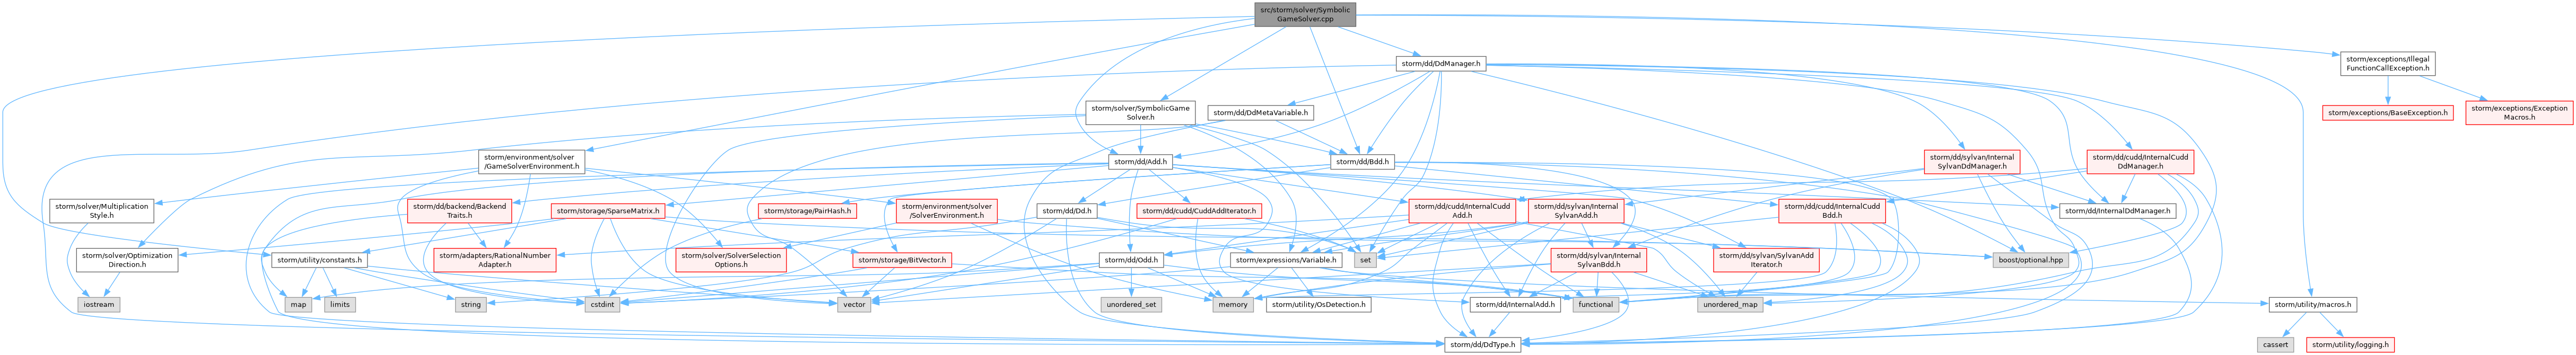 src/storm/solver/Symbolic
GameSolver.cpp
storm/dd/DdManager.h
storm/exceptions/Illegal
FunctionCallException.h
storm/solver/SymbolicGame
Solver.h
storm/dd/DdMetaVariable.h
storm/exceptions/BaseException.h
storm/exceptions/Exception
Macros.h
storm/environment/solver
/GameSolverEnvironment.h
storm/dd/Add.h
storm/dd/Bdd.h
storm/dd/sylvan/Internal
SylvanDdManager.h
storm/dd/cudd/InternalCudd
DdManager.h
storm/solver/Multiplication
Style.h
storm/dd/backend/Backend
Traits.h
storm/storage/SparseMatrix.h
storm/storage/PairHash.h
storm/environment/solver
/SolverEnvironment.h
storm/dd/Dd.h
storm/dd/cudd/CuddAddIterator.h
storm/dd/cudd/InternalCudd
Add.h
storm/dd/sylvan/Internal
SylvanAdd.h
storm/dd/cudd/InternalCudd
Bdd.h
storm/dd/InternalDdManager.h
storm/solver/Optimization
Direction.h
storm/utility/constants.h
storm/adapters/RationalNumber
Adapter.h
storm/solver/SolverSelection
Options.h
storm/storage/BitVector.h
storm/dd/Odd.h
storm/expressions/Variable.h
set
storm/dd/sylvan/Internal
SylvanBdd.h
storm/dd/sylvan/SylvanAdd
Iterator.h
boost/optional.hpp
iostream
map
limits
string
cstdint
vector
unordered_set
memory
storm/utility/OsDetection.h
storm/dd/InternalAdd.h
functional
unordered_map
storm/utility/macros.h
storm/dd/DdType.h
cassert
storm/utility/logging.h